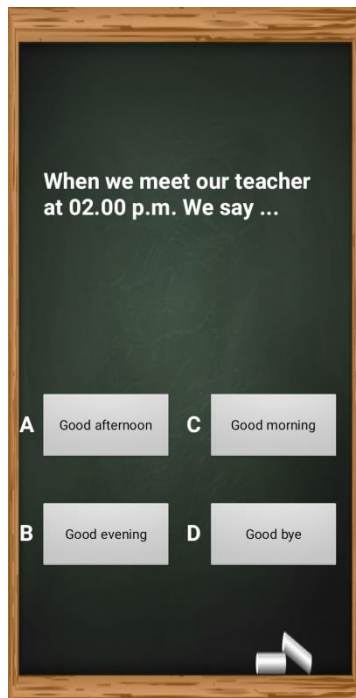 When we meet our teacher
at 02.00 p.m. We say ...
A Good afternoon
C Good morning
B Good evening
D Good bye